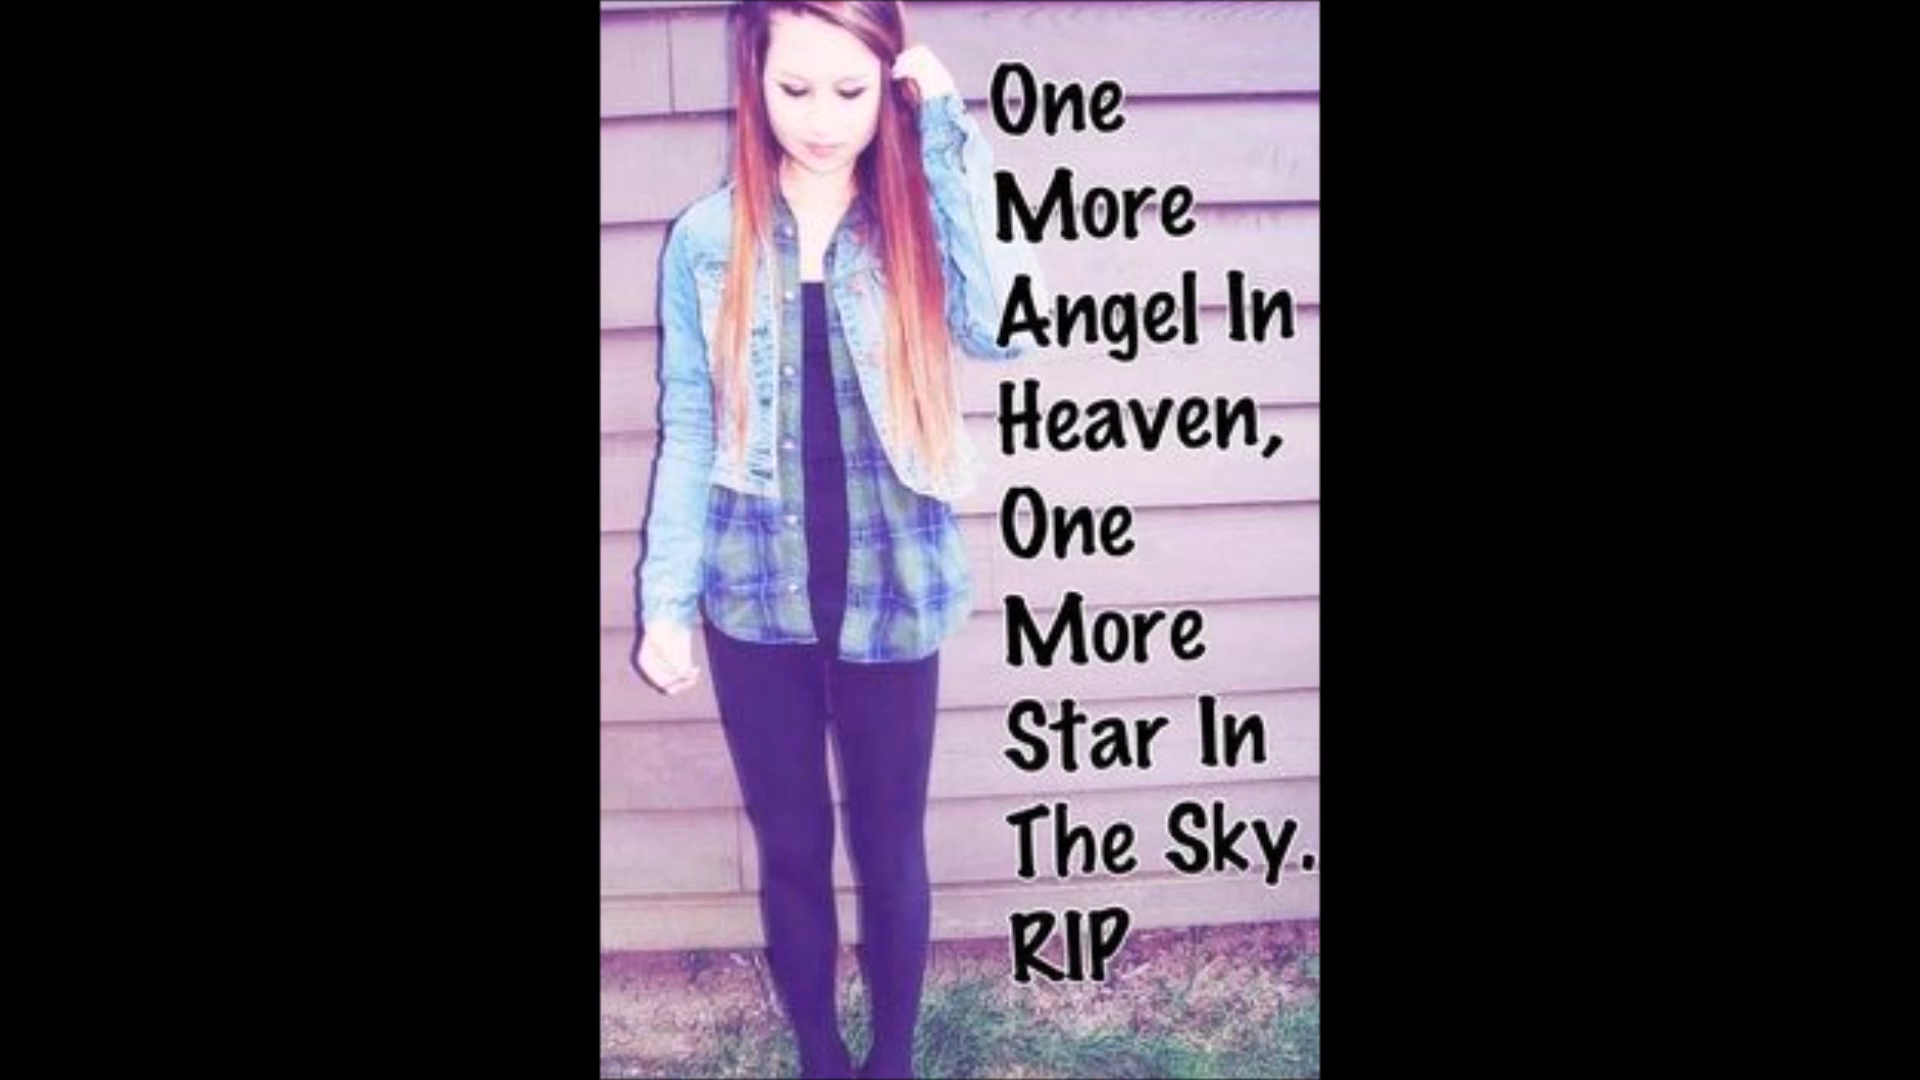 One
More
Angel In
Heaven,
One
More
Star In
The Sky.
RIP